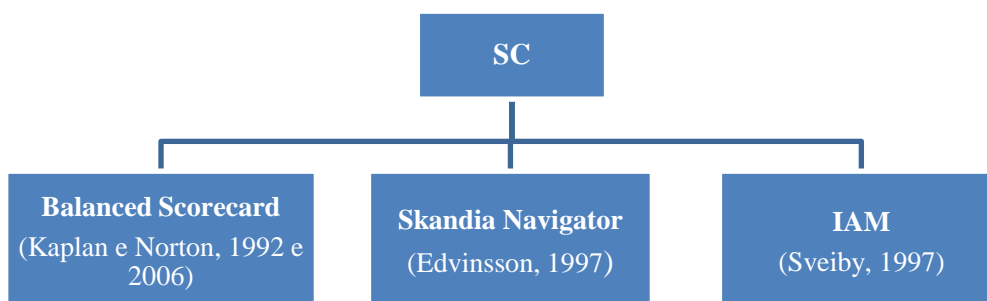 SC
Balanced Scorecard
(Kaplan e Norton, 1992 e
2006)
Skandia Navigator
(Edvinsson, 1997)
IAM
(Sveiby, 1997)